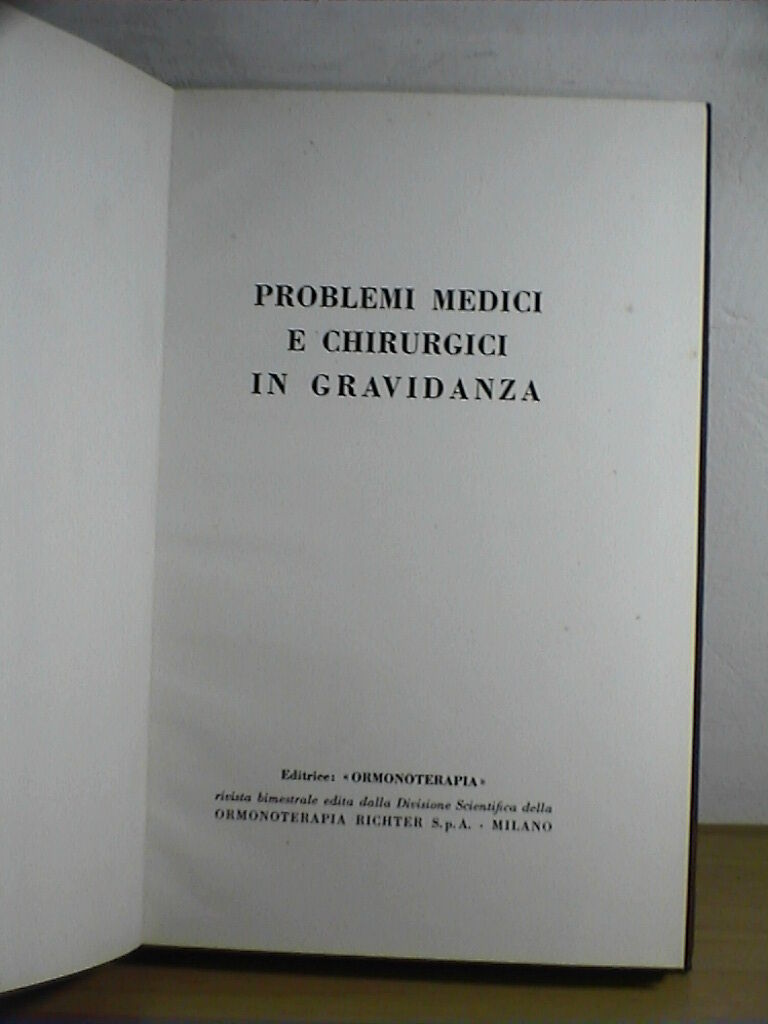 PROBLEMI MEDICI
E CHIRURGICI
IN GRAVIDANZA
Editrice: «ORMONOTERAPIA»
rivista bimestrale edita dalla Divisione Scientifica della
ORMONOTERAPIA RICHTER S.p.A. - MILANO